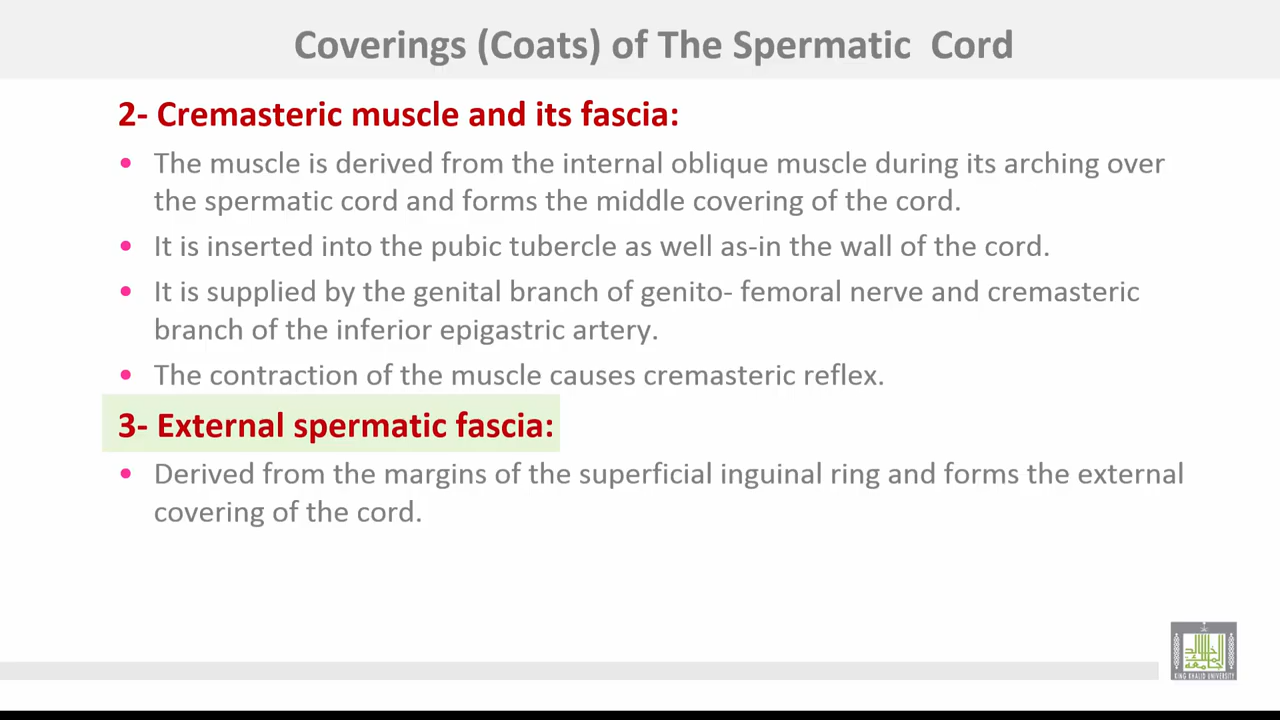 Coverings (Coats) of The Spermatic Cord
2- Cremasteric muscle and its fascia:
• The muscle is derived from the internal oblique muscle during its arching over
the spermatic cord and forms the middle covering of the cord.
• It is inserted into the pubic tubercle as well as-in the wall of the cord.
• It is supplied by the genital branch of genito- femoral nerve and cremasteric
branch of the inferior epigastric artery.
• The contraction of the muscle causes cremasteric reflex.
3- External spermatic fascia:
• Derived from the margins of the superficial inguinal ring and forms the external
covering of the cord.
KING KHALID UNIVERSITY